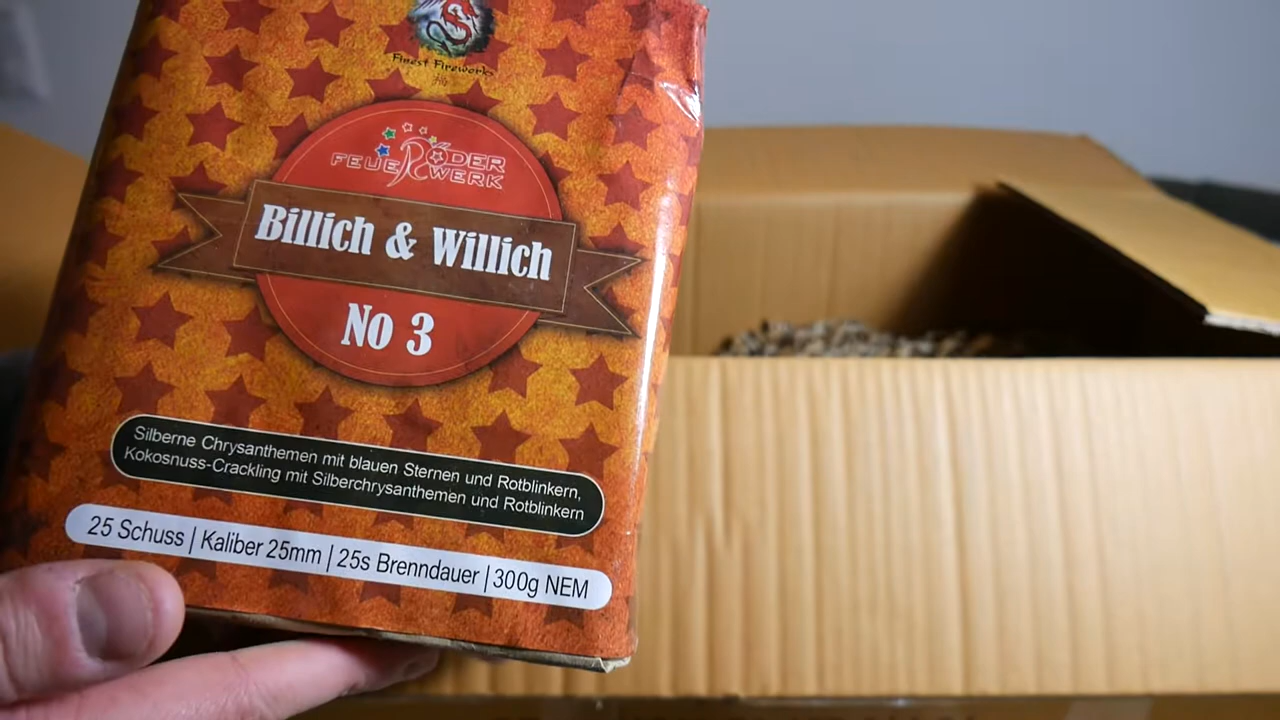 Finest Fireworks
RÖDER
FEUERWERK
Billich & Willich
No 3
Silberne Chrysanthemen mit blauen Sternen und Rotblinkern,
Kokosnuss-Crackling mit Silberchrysanthemen und Rotblinkern
25 Schuss | Kaliber 25mm | 25s Brenndauer | 300g NEM